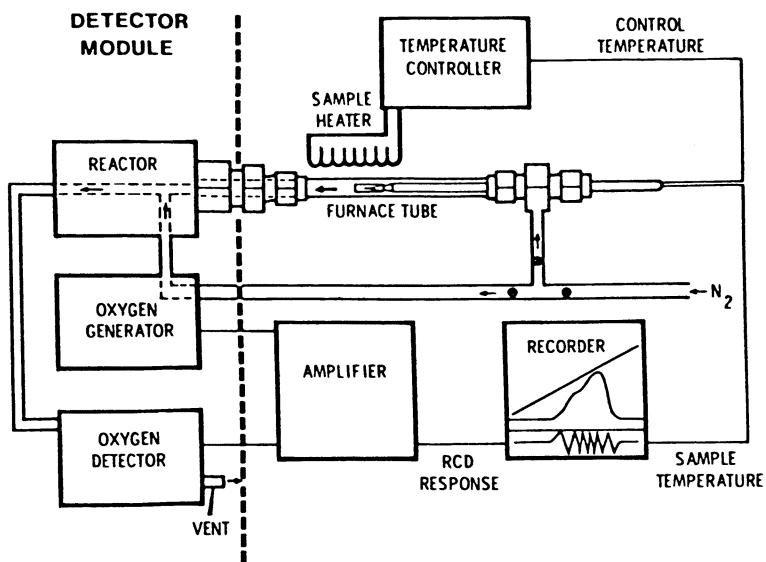 DETECTOR
MODULE
CONTROL
TEMPERATURE
TEMPERATURE
CONTROLLER
SAMPLE
HEATER
REACTOR
FURNACE TUBE
N2
OXYGEN
GENERATOR
AMPLIFIER
RECORDER
OXYGEN
DETECTOR
RCD
RESPONSE
SAMPLE
TEMPERATURE
VENT